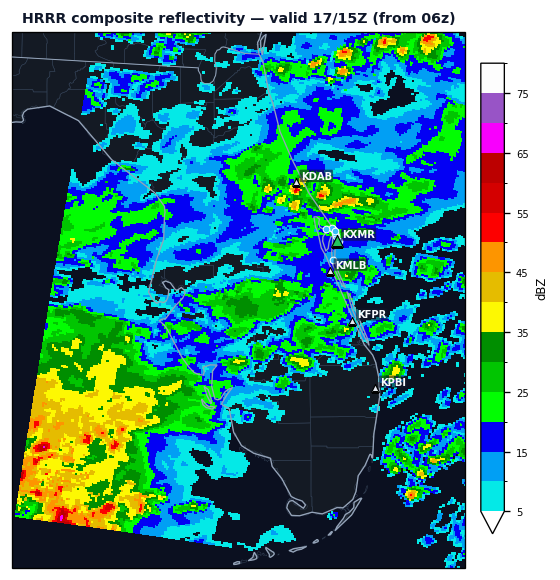 HRRR composite reflectivity — valid 17/15Z (from 06z)
KDAB
KXMR
KMLB
KFPR
KPBI
75
65
55
45
35
25
15
5
dBZ